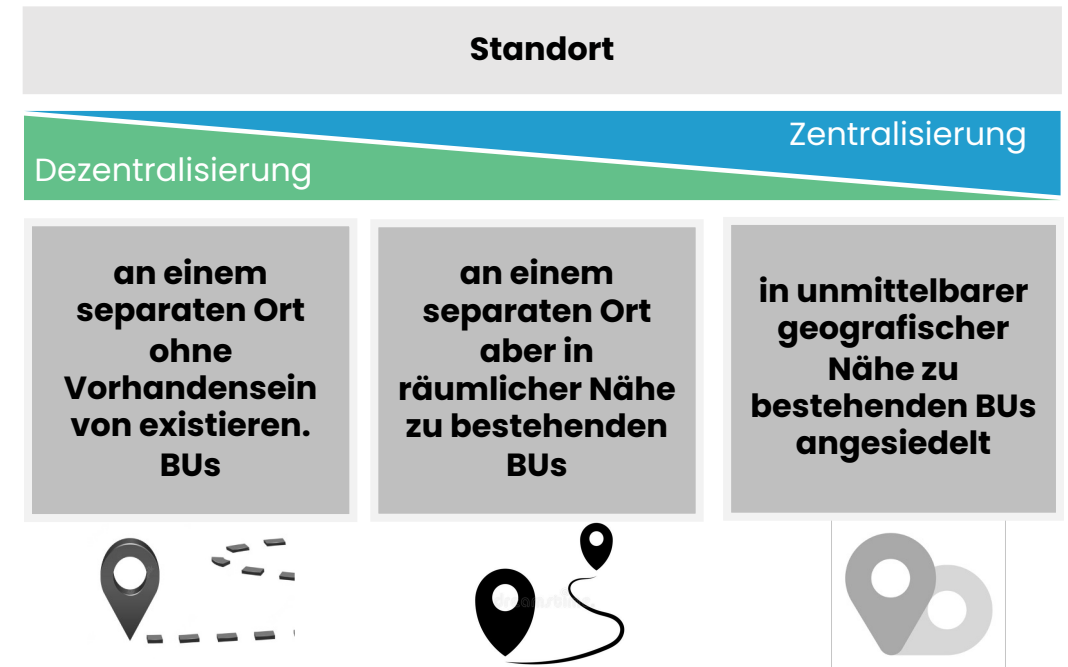 Standort
Zentralisierung
Dezentralisierung
an einem
separaten Ort
ohne
Vorhandensein
von existieren.
BUs
an einem
separaten Ort
aber in
räumlicher Nähe
zu bestehenden
BUs
in unmittelbarer
geografischer
Nähe zu
bestehenden BUs
angesiedelt